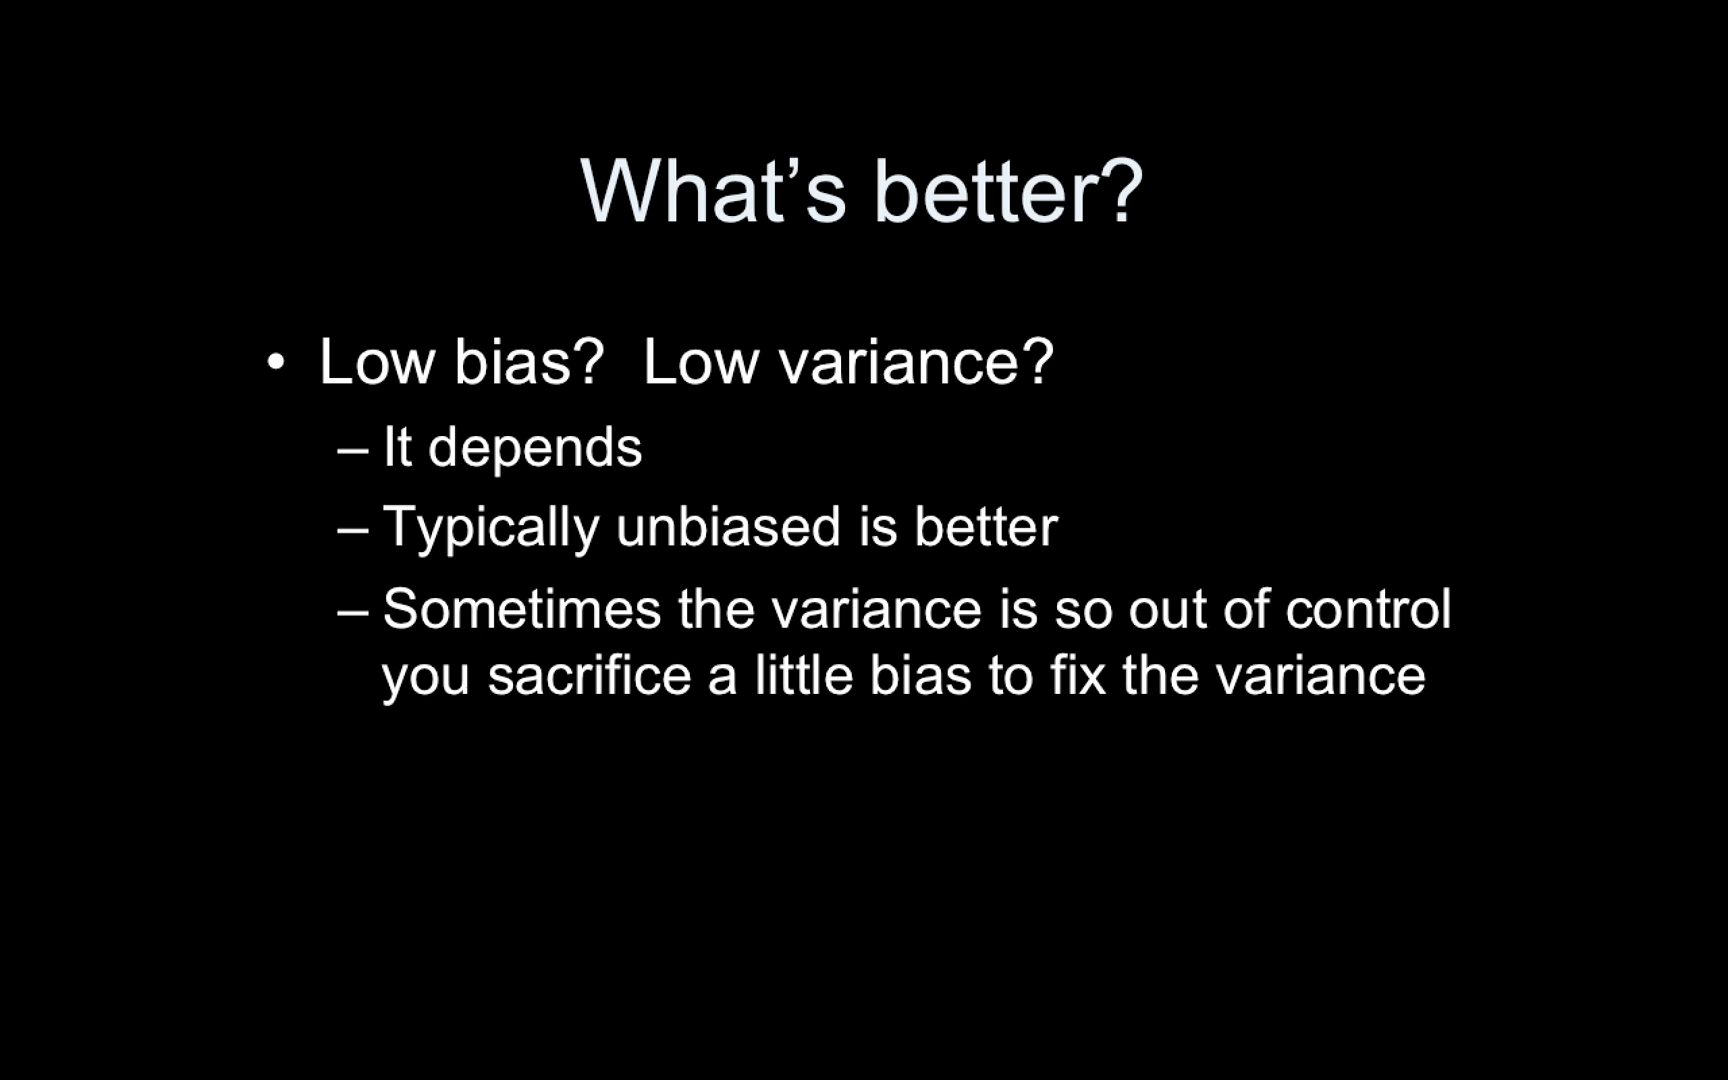 What’s better?
• Low bias?  Low variance?
– It depends
– Typically unbiased is better
– Sometimes the variance is so out of control
you sacrifice a little bias to fix the variance